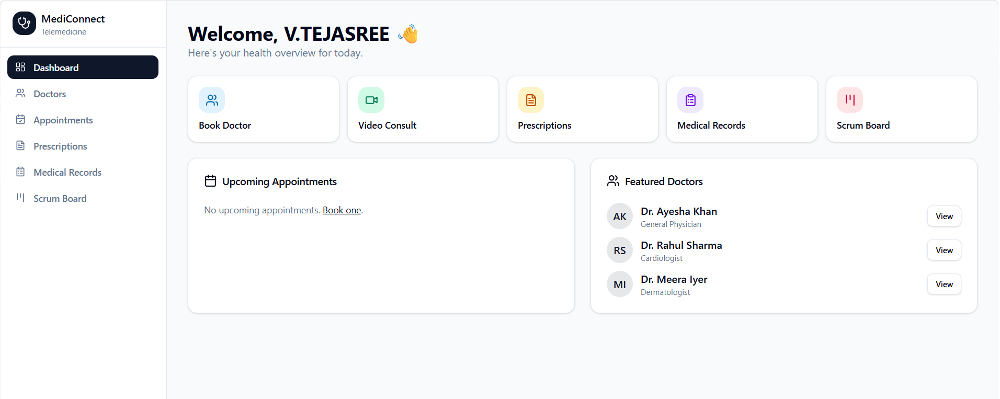 MediConnect
Telemedicine
Dashboard
Doctors
Appointments
Prescriptions
Medical Records
Scrum Board
Welcome, V.TEJASREE 👋
Here's your health overview for today.
Book Doctor
Video Consult
Prescriptions
Medical Records
Scrum Board
Upcoming Appointments
No upcoming appointments. Book one.
Featured Doctors
AK
Dr. Ayesha Khan
General Physician
View
RS
Dr. Rahul Sharma
Cardiologist
View
MI
Dr. Meera Iyer
Dermatologist
View